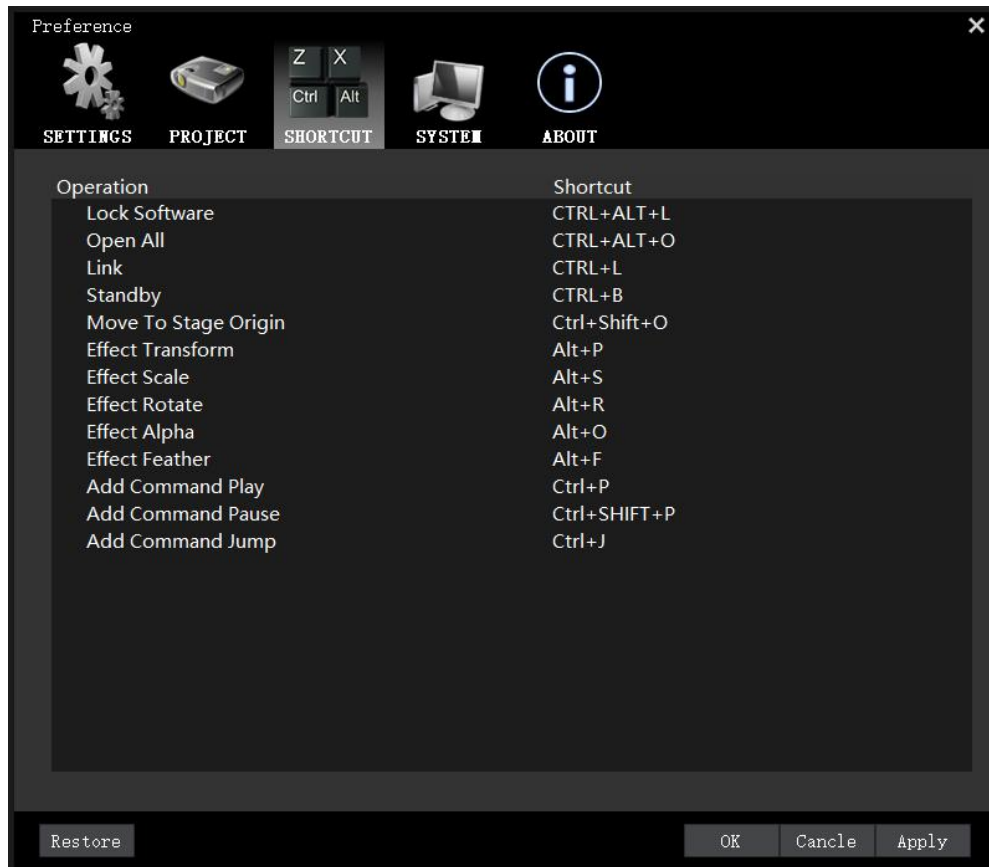 Preference
Z X
Ctrl Alt
SETTINGS PROJECT SHORTCUT SYSTEM ABOUT
Operation Shortcut
Lock Software CTRL+ALT+L
Open All CTRL+ALT+O
Link CTRL+L
Standby CTRL+B
Move To Stage Origin Ctrl+Shift+O
Effect Transform Alt+P
Effect Scale Alt+S
Effect Rotate Alt+R
Effect Alpha Alt+O
Effect Feather Alt+F
Add Command Play Ctrl+P
Add Command Pause Ctrl+SHIFT+P
Add Command Jump Ctrl+J
Restore OK Cancle Apply